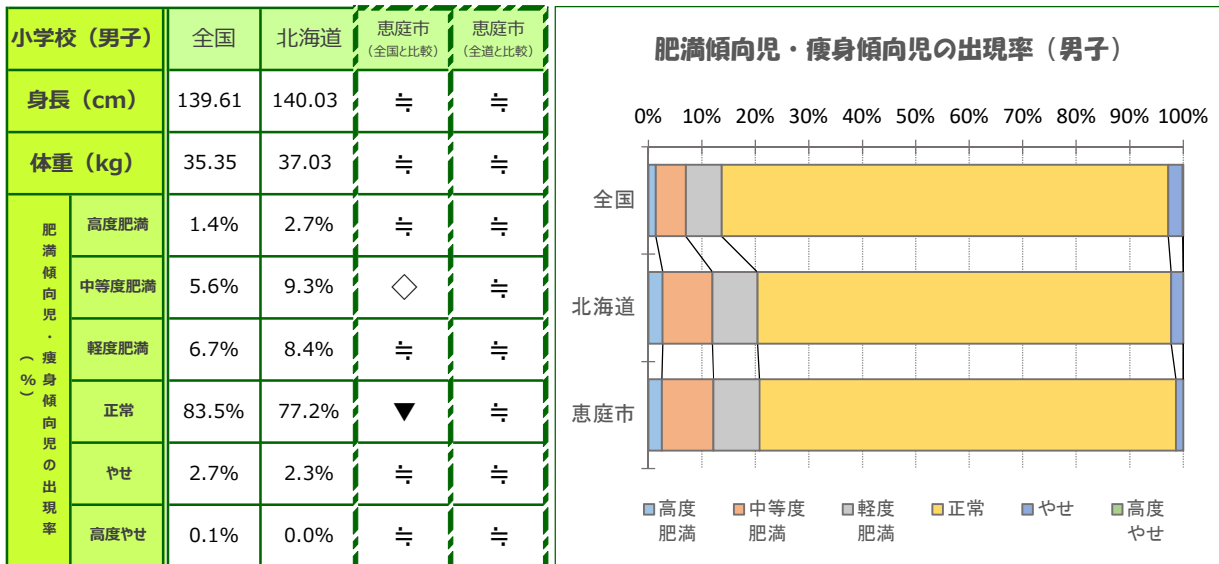 小学校（男子） 全国 北海道 恵庭市（全国と比較） 恵庭市（全道と比較）
身長（cm） 139.61 140.03 ≒ ≒
体重（kg） 35.35 37.03 ≒ ≒
肥満傾向児・痩身傾向児の出現率（%）
高度肥満 1.4% 2.7% ≒ ≒
中等度肥満 5.6% 9.3% ◇ ≒
軽度肥満 6.7% 8.4% ≒ ≒
正常 83.5% 77.2% ▼ ≒
やせ 2.7% 2.3% ≒ ≒
高度やせ 0.1% 0.0% ≒ ≒
肥満傾向児・痩身傾向児の出現率（男子）
0% 10% 20% 30% 40% 50% 60% 70% 80% 90% 100%
全国
北海道
恵庭市
高度肥満 中等度肥満 軽度肥満 正常 やせ 高度やせ